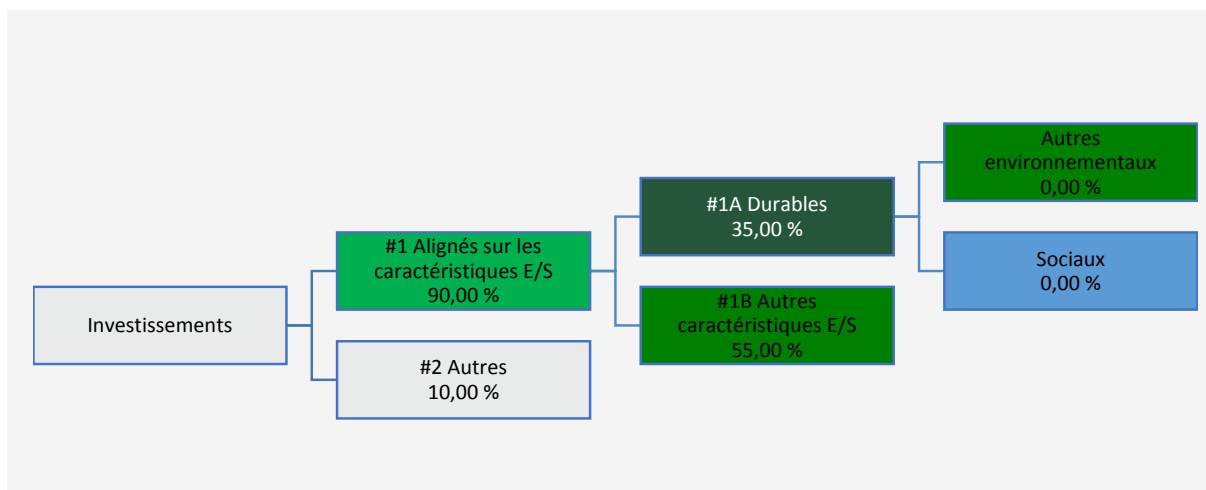 Investissements
#1 Alignés sur les
caractéristiques E/S
90,00 %
#2 Autres
10,00 %
#1A Durables
35,00 %
#1B Autres
caractéristiques E/S
55,00 %
Autres
environnementaux
0,00 %
Sociaux
0,00 %